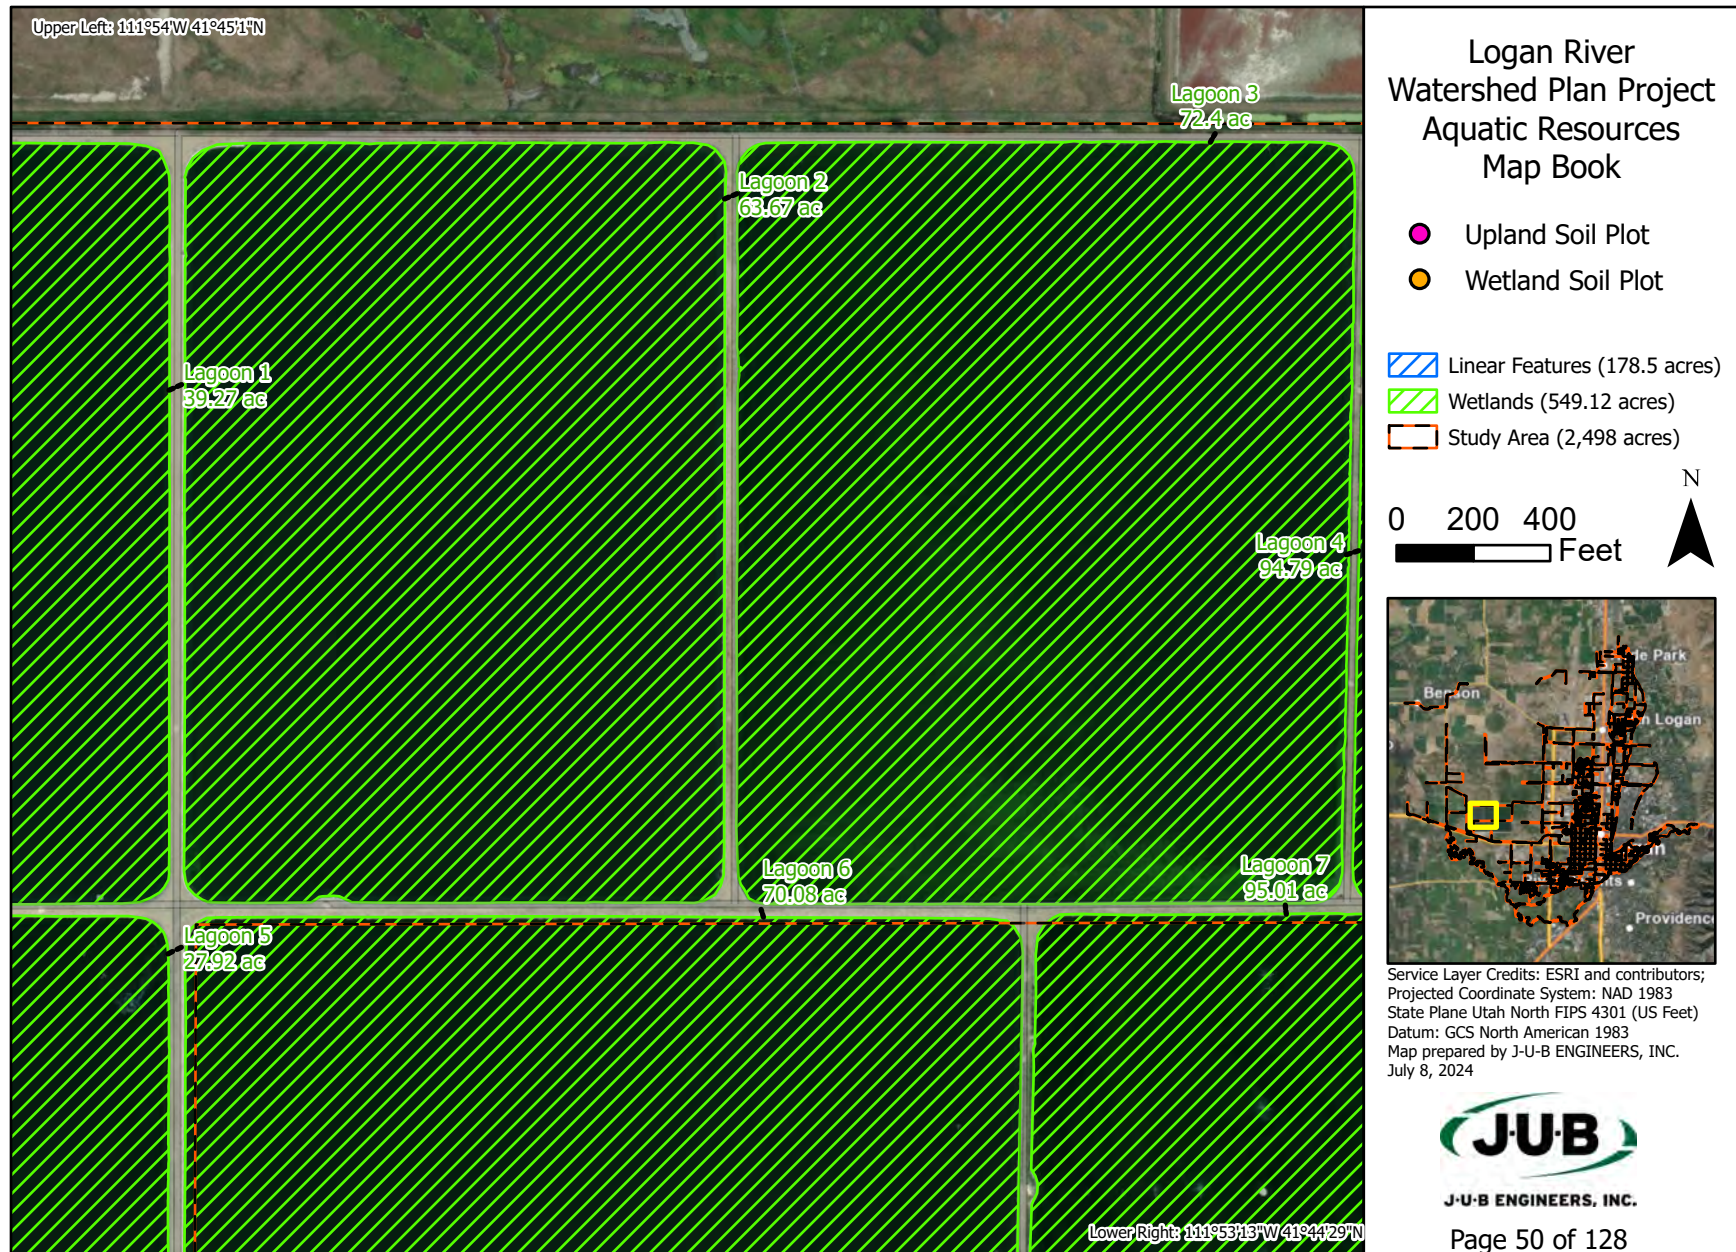 Upper Left: 111°54'W 41°45'1"N
Lagoon 3
72.4 ac
Lagoon 2
63.67 ac
Lagoon 1
39.27 ac
Lagoon 4
94.79 ac
Lagoon 6
70.08 ac
Lagoon 7
95.01 ac
Lagoon 5
27.92 ac
Lower Right: 111°53'13"W 41°44'29"N
Logan River
Watershed Plan Project
Aquatic Resources
Map Book
Upland Soil Plot
Wetland Soil Plot
Linear Features (178.5 acres)
Wetlands (549.12 acres)
Study Area (2,498 acres)
N
0 200 400
Feet
de Park
Benson
n Logan
Providenc
Service Layer Credits: ESRI and contributors;
Projected Coordinate System: NAD 1983
State Plane Utah North FIPS 4301 (US Feet)
Datum: GCS North American 1983
Map prepared by J-U-B ENGINEERS, INC.
July 8, 2024
J·U·B
J·U·B ENGINEERS, INC.
Page 50 of 128